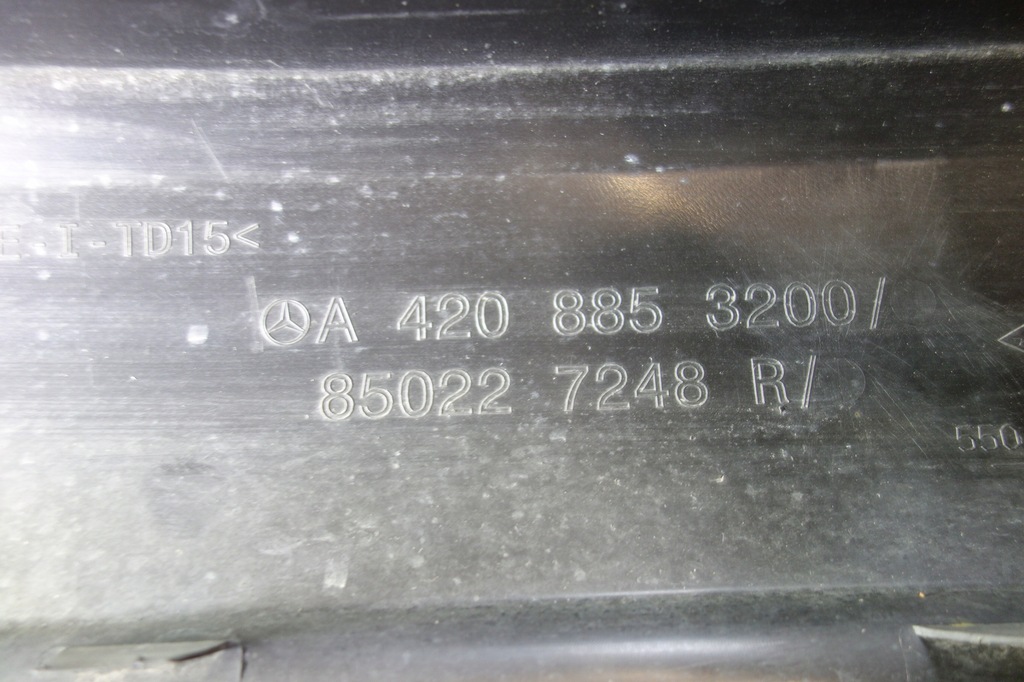 E-I-TD15<
A 420 885 3200/
85022 7248 R/
550